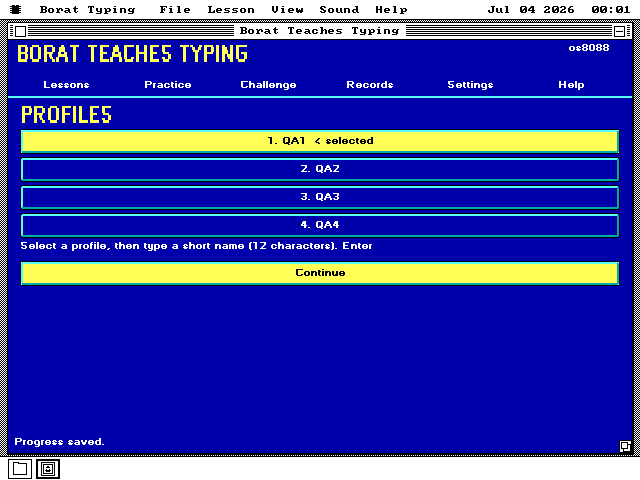 Borat Typing File Lesson View Sound Help Jul 04 2026 00:01
Borat Teaches Typing
BORAT TEACHES TYPING os8088
Lessons Practice Challenge Records Settings Help
PROFILES
1. QA1 < selected
2. QA2
3. QA3
4. QA4
Select a profile, then type a short name (12 characters). Enter
Continue
Progress saved.